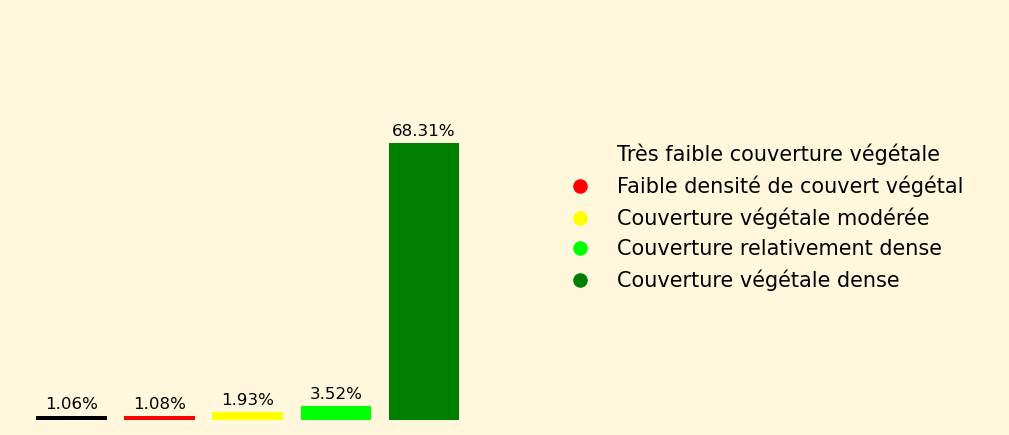 68.31%
3.52%
1.93%
1.08%
1.06%
Très faible couverture végétale
Faible densité de couvert végétal
Couverture végétale modérée
Couverture relativement dense
Couverture végétale dense